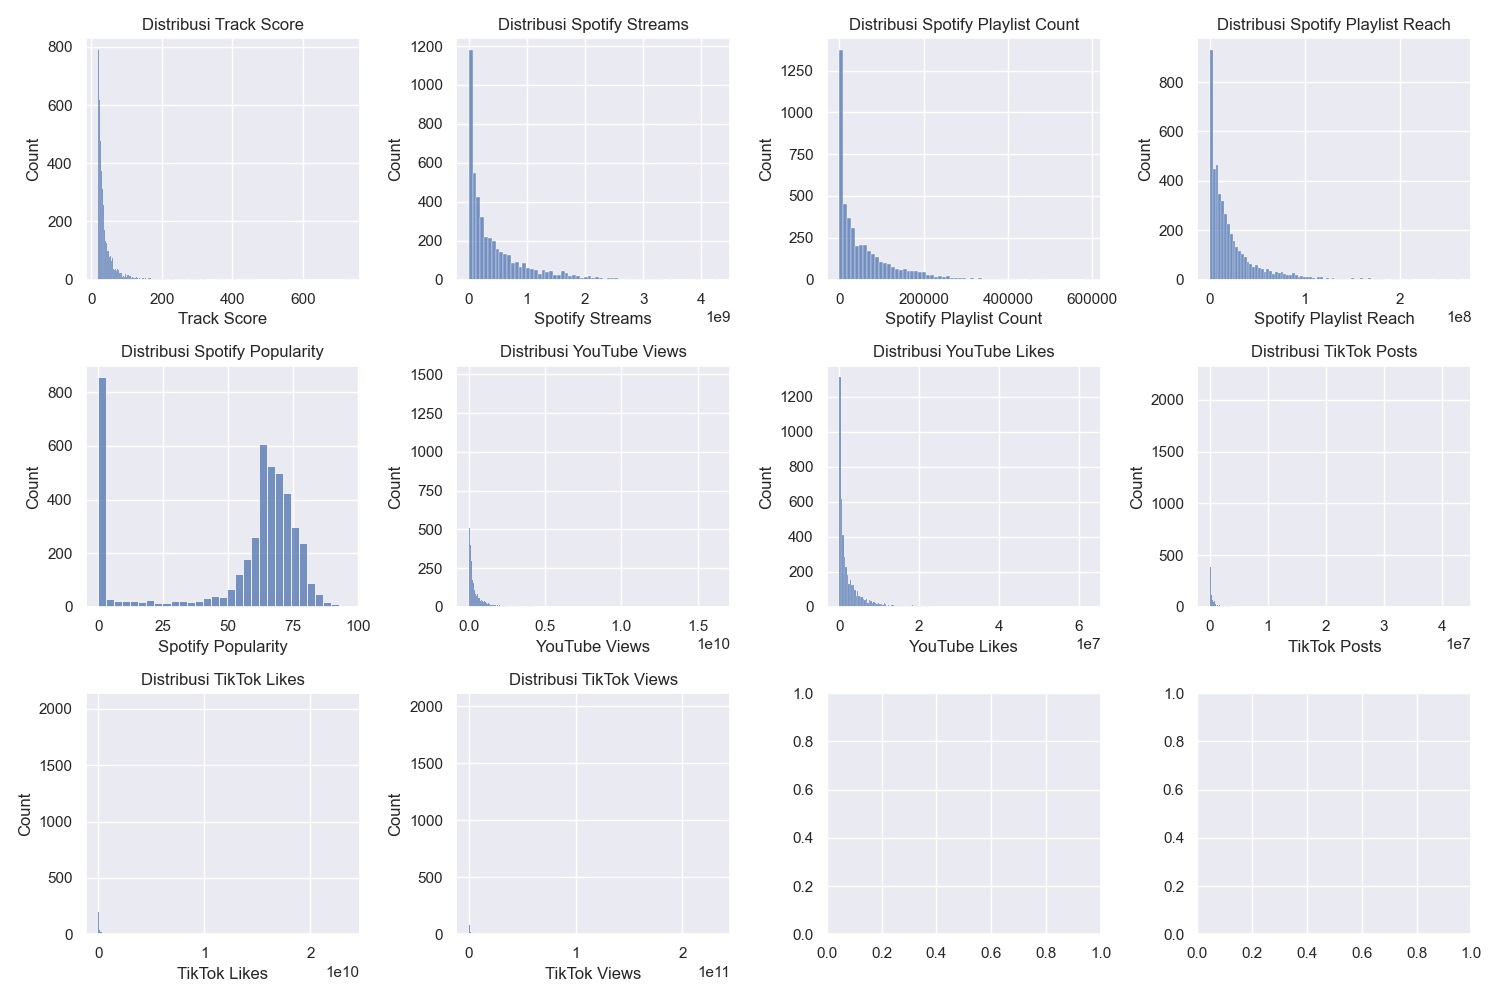 Distribusi Track Score
800
600
400
200
0
Count
0 200 400 600
Track Score
Distribusi Spotify Streams
1200
1000
800
600
400
200
0
Count
0 1 2 3 4
1e9
Spotify Streams
Distribusi Spotify Playlist Count
1250
1000
750
500
250
0
Count
0 200000 400000 600000
Spotify Playlist Count
Distribusi Spotify Playlist Reach
800
600
400
200
0
Count
0 1 2
1e8
Spotify Playlist Reach
Distribusi Spotify Popularity
800
600
400
200
0
Count
0 25 50 75 100
Spotify Popularity
Distribusi YouTube Views
1500
1250
1000
750
500
250
0
Count
0.0 0.5 1.0 1.5
1e10
YouTube Views
Distribusi YouTube Likes
1200
1000
800
600
400
200
0
Count
0 2 4 6
1e7
YouTube Likes
Distribusi TikTok Posts
2000
1500
1000
500
0
Count
0 1 2 3 4
1e7
TikTok Posts
Distribusi TikTok Likes
2000
1500
1000
500
0
Count
0 1 2
1e10
TikTok Likes
Distribusi TikTok Views
2000
1500
1000
500
0
Count
0 1 2
1e11
TikTok Views
1.0
0.8
0.6
0.4
0.2
0.0
0.0 0.2 0.4 0.6 0.8 1.0
1.0
0.8
0.6
0.4
0.2
0.0
0.0 0.2 0.4 0.6 0.8 1.0